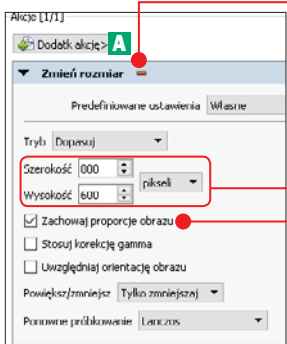 Akcje [1/1]
Dodatk akcję> A
Zmień rozmiar
Predefiniowane ustawienia Własne
Tryb Dopasuj
Szerokość 800
pikseli
Wysokość 600
Zachowaj proporcje obrazu
Stosuj korekcję gamma
Uwzględniaj orientację obrazu
Powiększ/zmniejsz Tylko zmniejszaj
Ponowne próbkowanie Lanczos